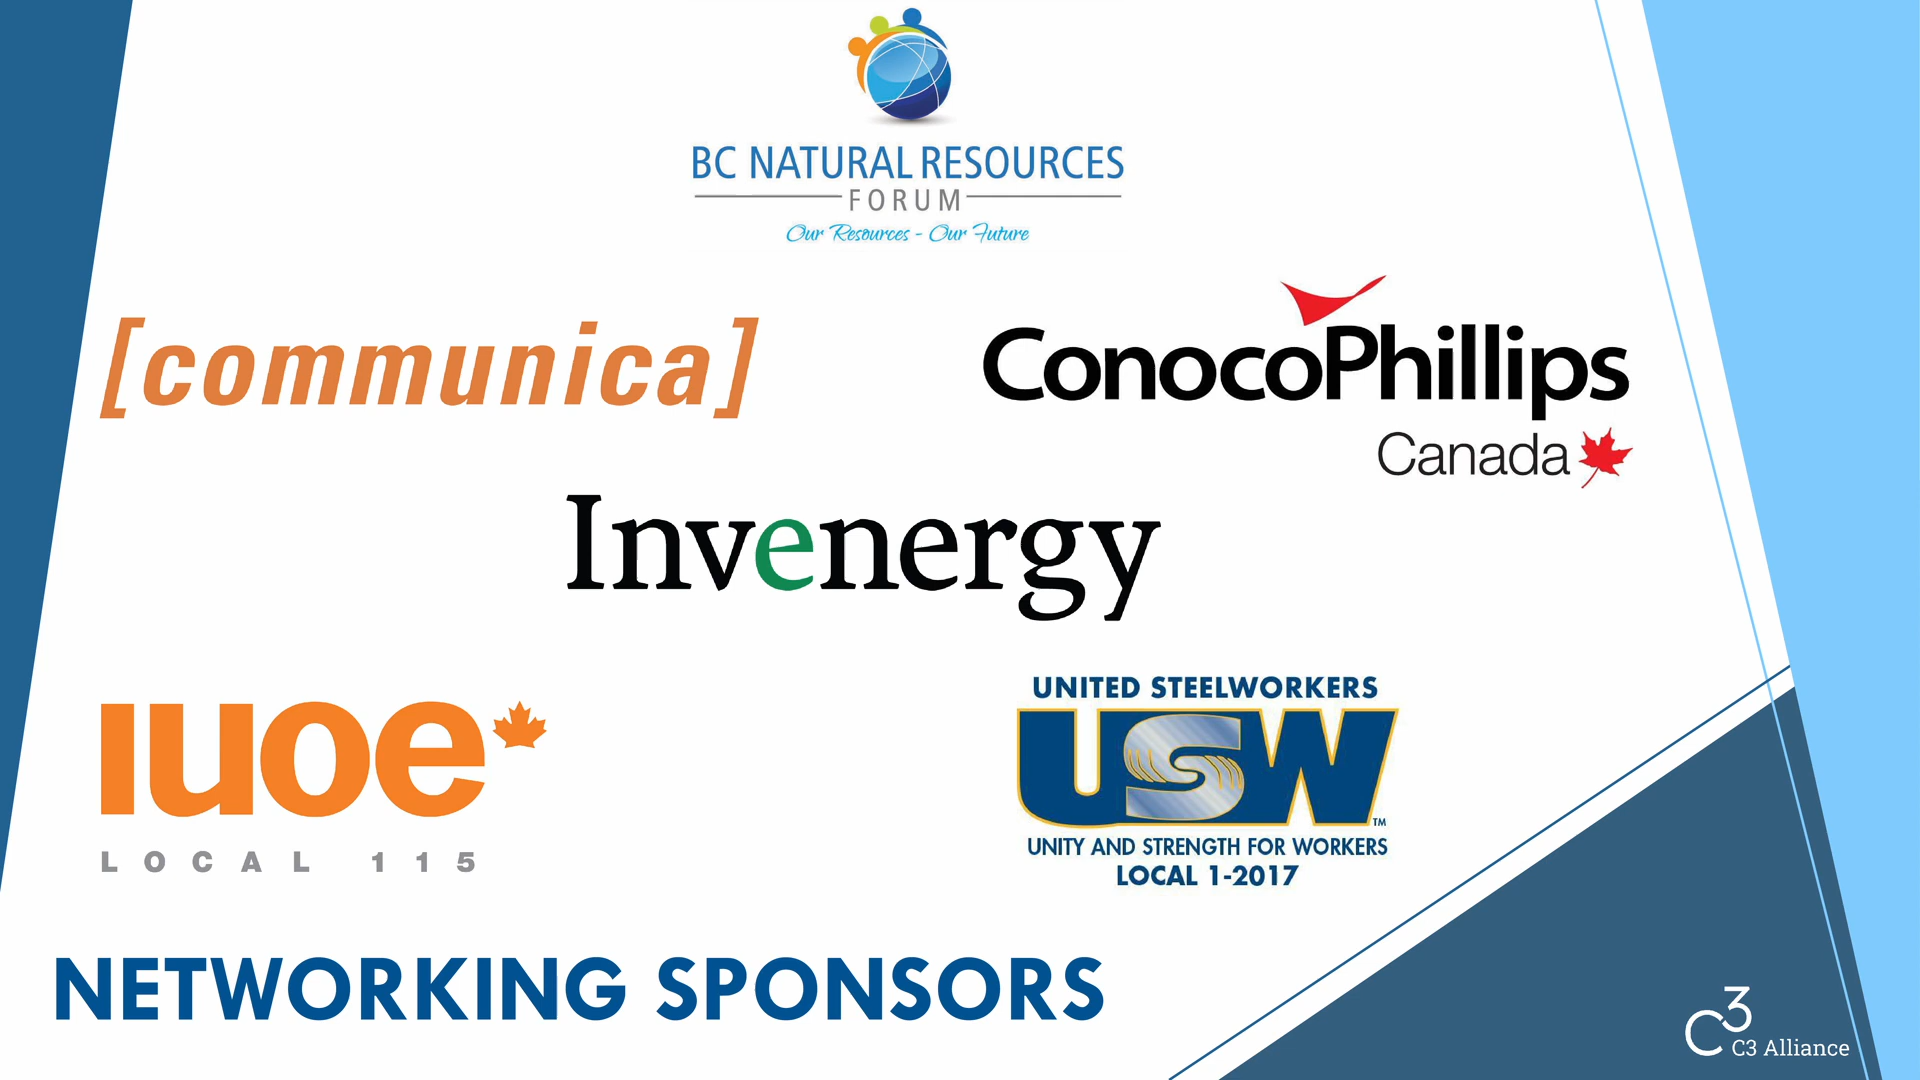 BC NATURAL RESOURCES
FORUM
Our Resources - Our Future
[communica]
ConocoPhillips
Canada
Invenergy
IUOE
LOCAL 115
UNITED STEELWORKERS
USW TM
UNITY AND STRENGTH FOR WORKERS
LOCAL 1-2017
NETWORKING SPONSORS
C3
C3 Alliance